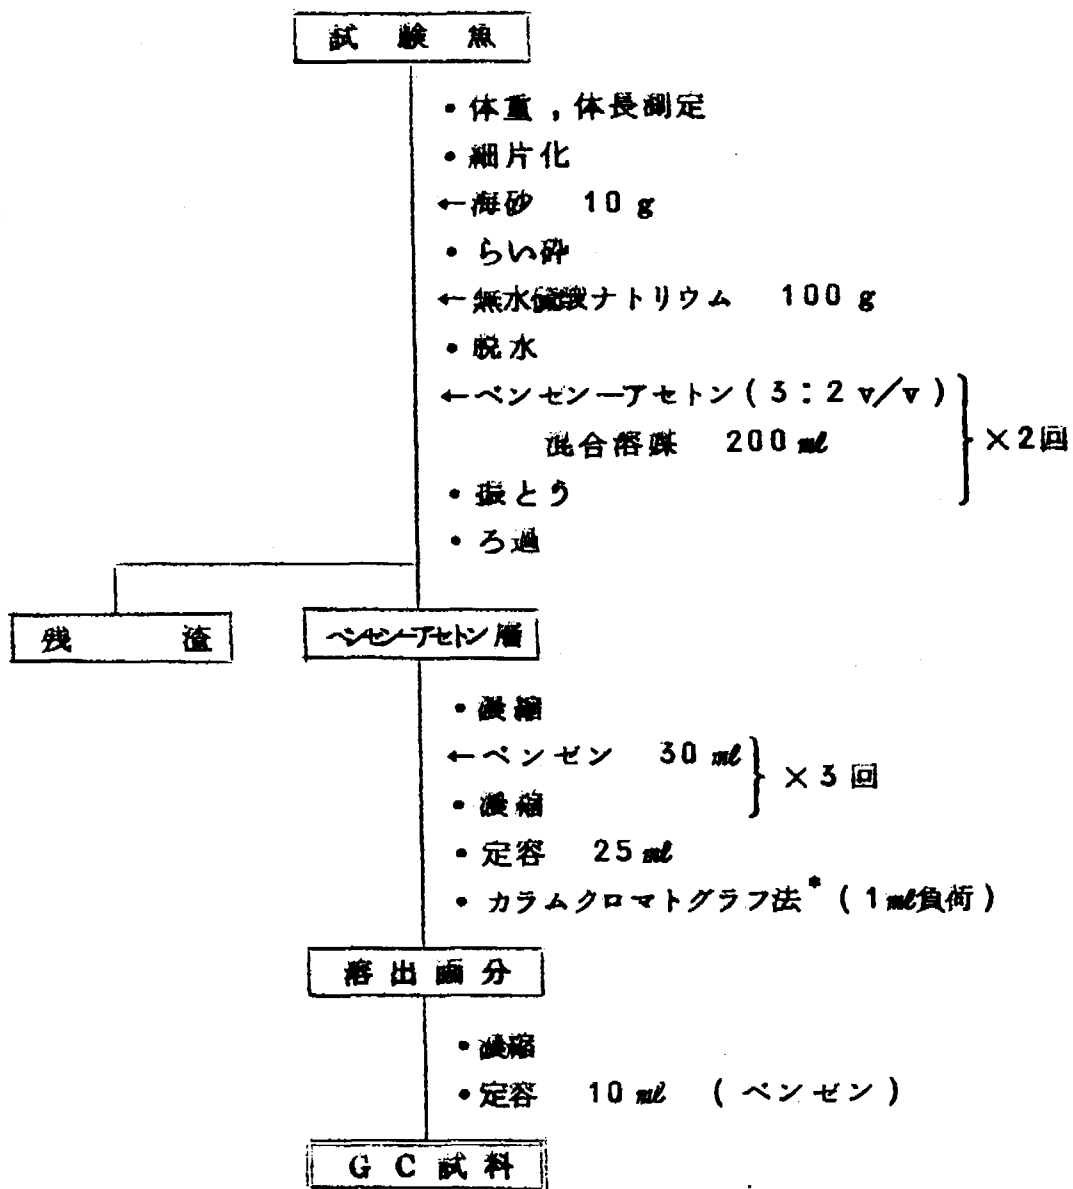 試験魚
・体重，体長測定
・細片化
←海砂 10 g
・らい砕
←無水硫酸ナトリウム 100 g
・脱水
←ベンゼン―アセトン(3：2 v/v)
混合溶媒 200 ml
×2回
・振とう
・ろ過
残渣
ベンゼン―アセトン層
・濃縮
←ベンゼン 30 ml
×3回
・濃縮
・定容 25 ml
・カラムクロマトグラフ法* (1ml負荷)
溶出画分
・濃縮
・定容 10 ml (ベンゼン)
GC試料